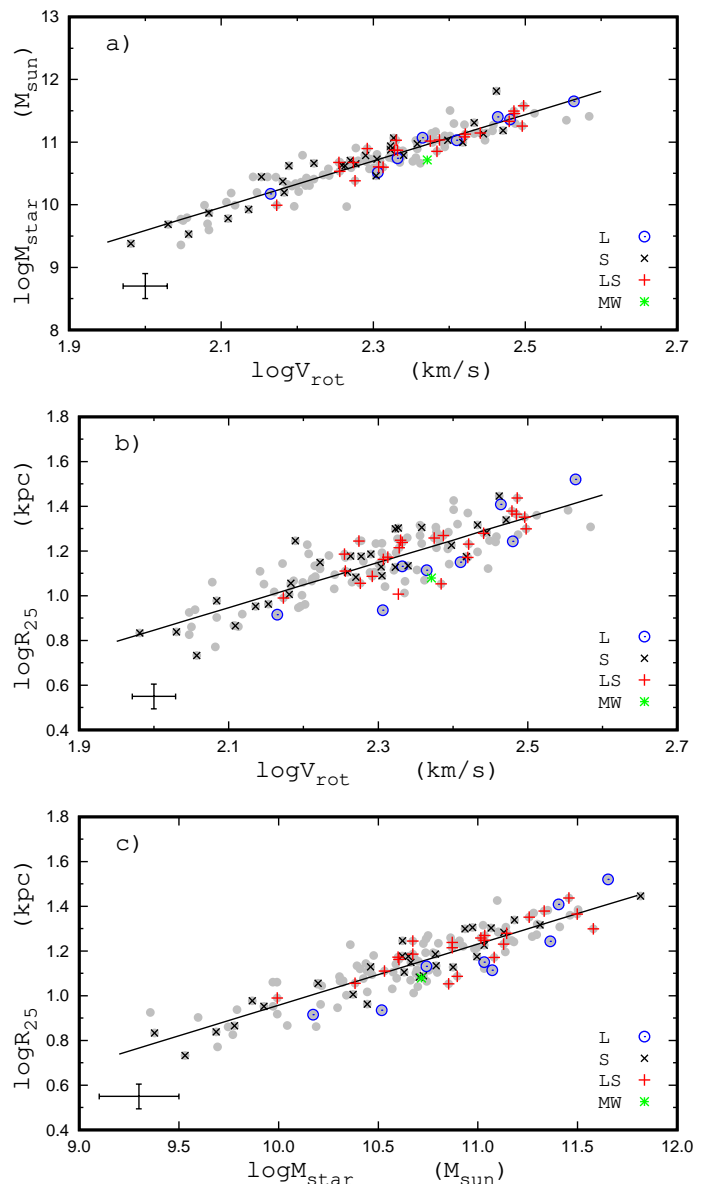 a)
logM_star (M_sun)
13
12
11
10
9
8
L
S
LS
MW
1.9 2.1 2.3 2.5 2.7
logV_rot (km/s)
b)
logR_25 (kpc)
1.8
1.6
1.4
1.2
1.0
0.8
0.6
0.4
L
S
LS
MW
1.9 2.1 2.3 2.5 2.7
logV_rot (km/s)
c)
logR_25 (kpc)
1.8
1.6
1.4
1.2
1.0
0.8
0.6
0.4
L
S
LS
MW
9.0 9.5 10.0 10.5 11.0 11.5 12.0
logM_star (M_sun)